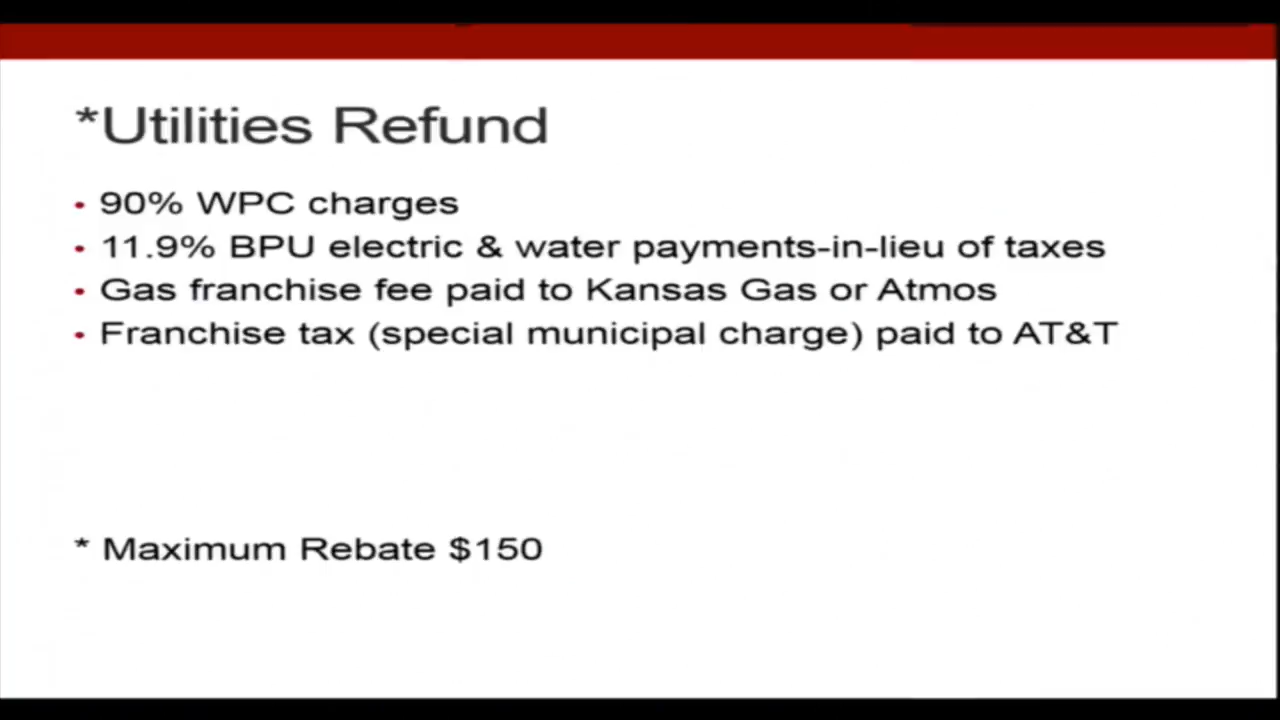 *Utilities Refund
• 90% WPC charges
• 11.9% BPU electric & water payments-in-lieu of taxes
• Gas franchise fee paid to Kansas Gas or Atmos
• Franchise tax (special municipal charge) paid to AT&T
* Maximum Rebate $150